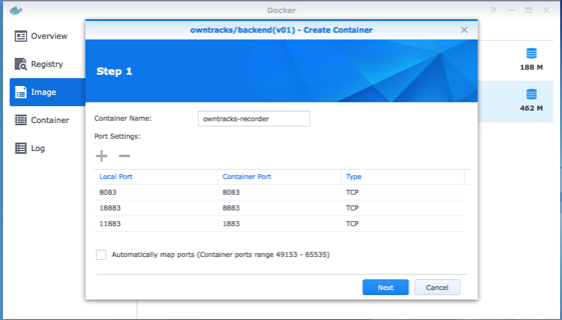 Docker
Overview
Registry
Image
Container
Log
188 M
462 M
owntracks/backend(v01) - Create Container
Step 1
Container Name: owntracks-recorder
Port Settings:
Local Port Container Port Type
8083 8083 TCP
18883 8883 TCP
11883 1883 TCP
Automatically map ports (Container ports range 49153 - 65535)
Next Cancel